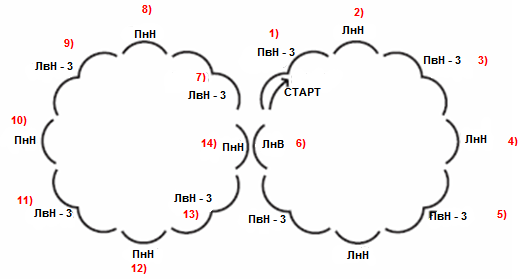 8)
2)
ПнН
ЛнН
1)
9)
ПвН - 3
ЛвН - 3
ПвН - 3
3)
7)
ЛвН - 3
СТАРТ
10)
ПнН
14)
ПнН
ЛнВ
6)
ЛнН
4)
11)
ЛвН - 3
ЛвН - 3
13)
ПвН - 3
ПвН - 3
5)
ПнН
12)
ЛнН